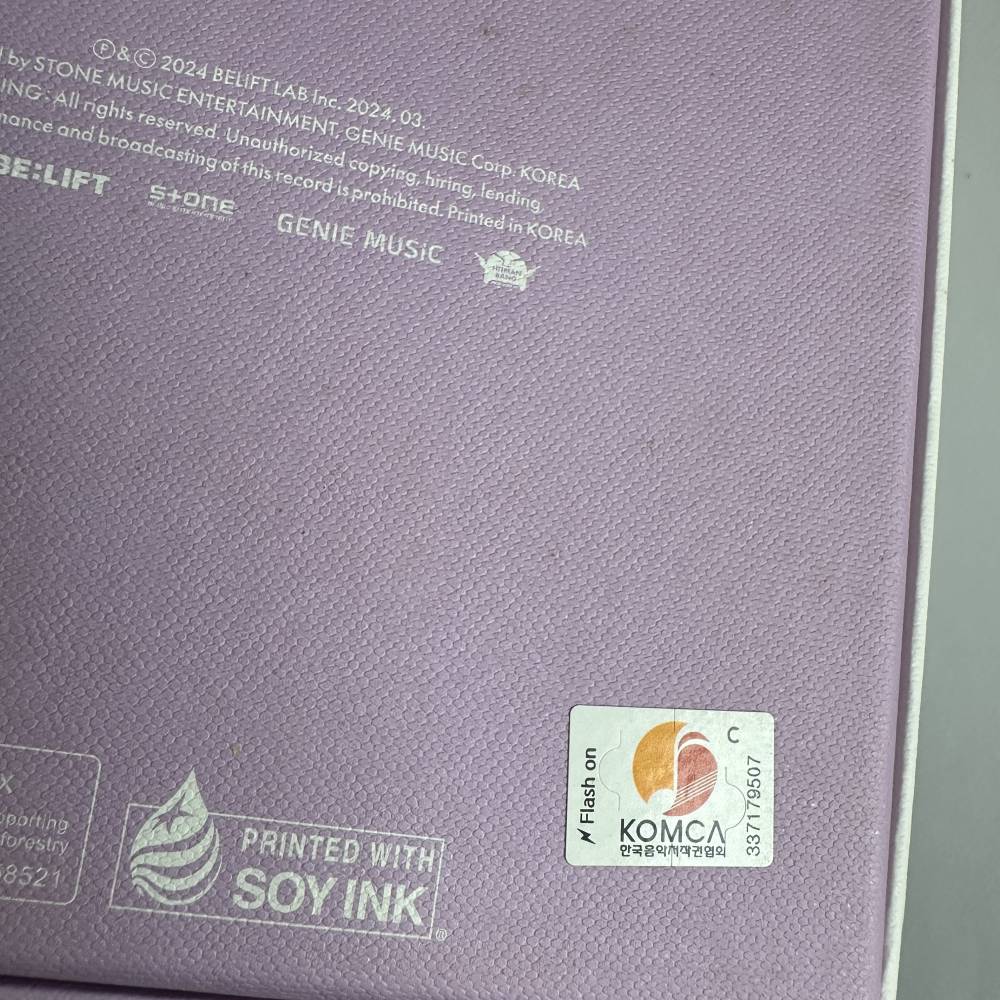 Ⓟ&Ⓒ 2024 BELIFT LAB Inc. 2024. 03.
by STONE MUSIC ENTERTAINMENT, GENIE MUSIC Corp. KOREA
ING: All rights reserved. Unauthorized copying, hiring, lending,
mance and broadcasting of this record is prohibited. Printed in KOREA
BE:LIFT
S+one
GENIE MUSiC
HITMAN
BANG
X
pporting
forestry
68521
PRINTED WITH
SOY INK
®
Flash on
C
KOMCA
한국음악저작권협회
337179507